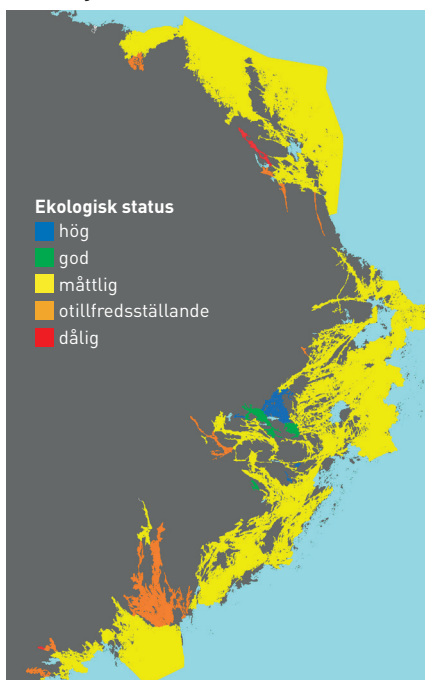 Ekologisk status
hög
god
måttlig
otillfredsställande
dålig